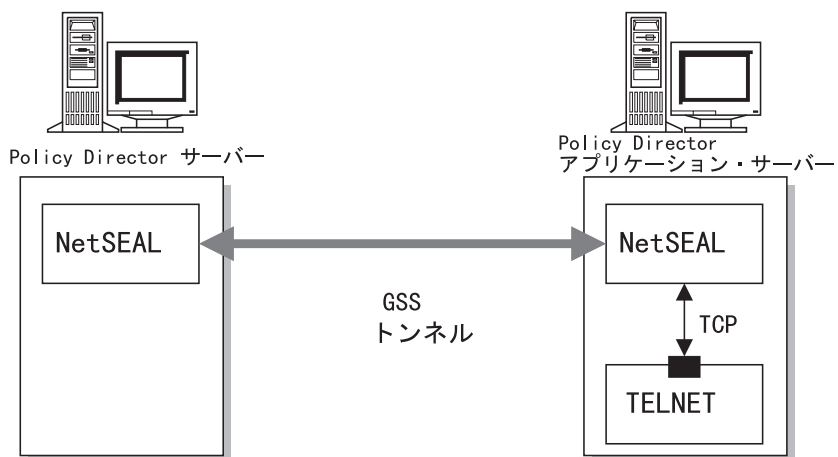 Policy Director サーバー
Policy Director
アプリケーション・サーバー
NetSEAL
NetSEAL
GSS
トンネル
TCP
TELNET